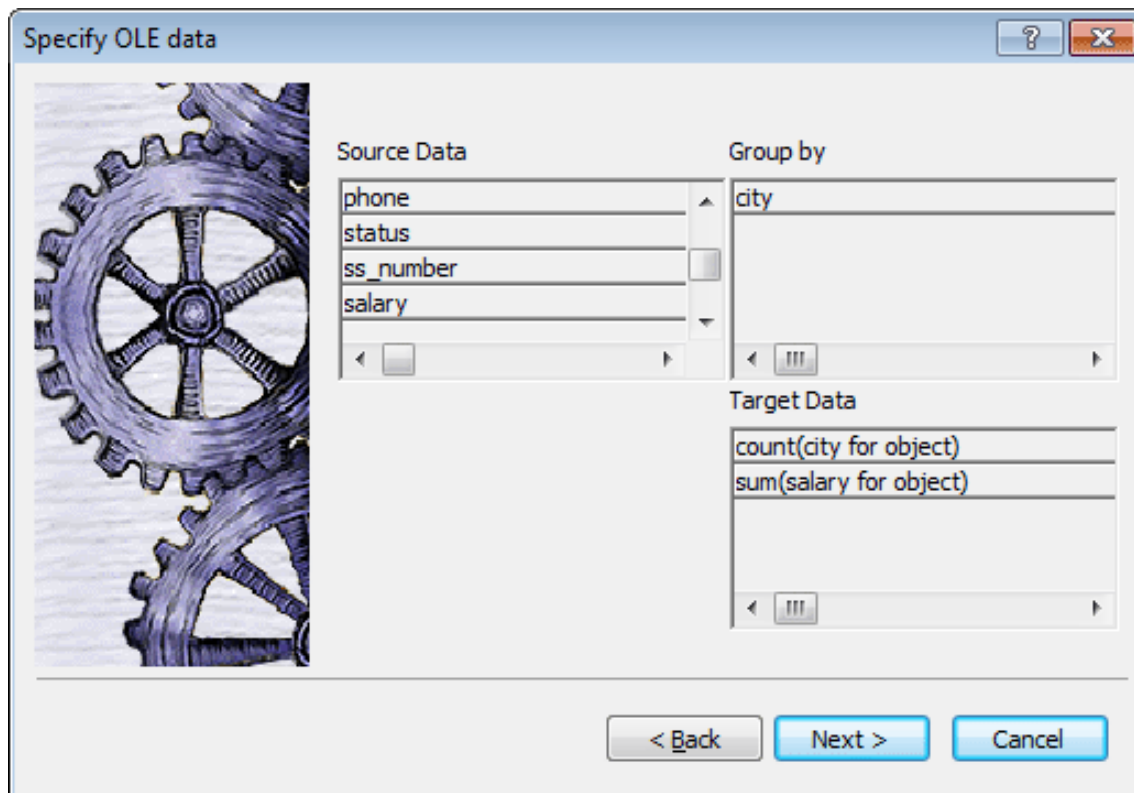 Specify OLE data
Source Data
phone
status
ss_number
salary
Group by
city
Target Data
count(city for object)
sum(salary for object)
< Back
Next >
Cancel